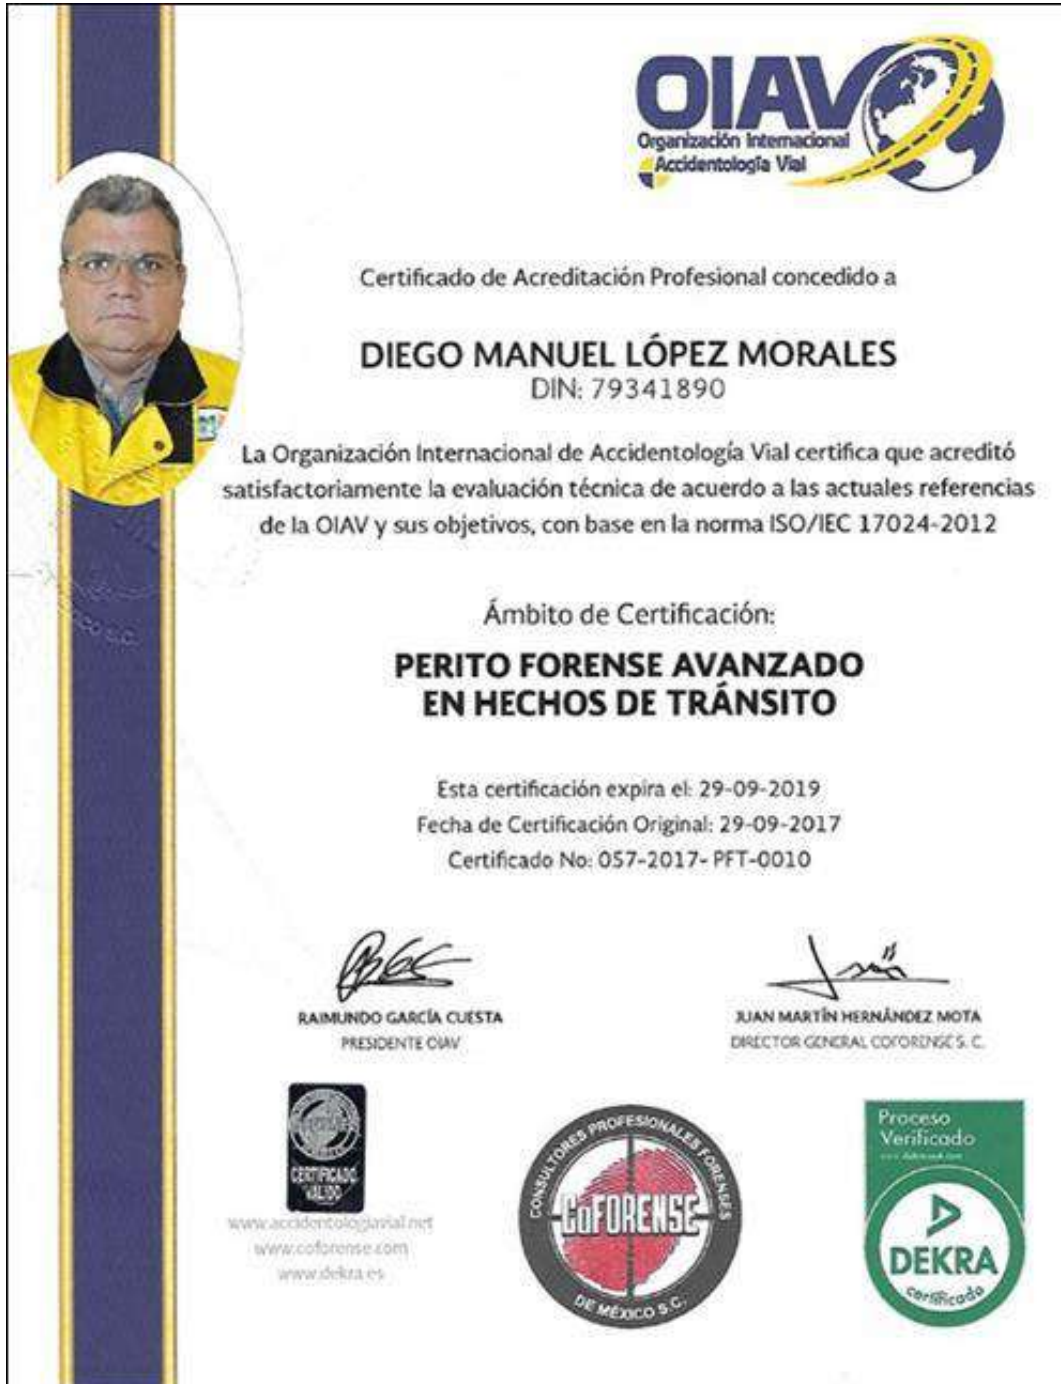 OIAV
Organización Internacional
Accidentología Vial
Certificado de Acreditación Profesional concedido a
DIEGO MANUEL LÓPEZ MORALES
DIN: 79341890
La Organización Internacional de Accidentología Vial certifica que acreditó
satisfactoriamente la evaluación técnica de acuerdo a las actuales referencias
de la OIAV y sus objetivos, con base en la norma ISO/IEC 17024-2012
Ámbito de Certificación:
PERITO FORENSE AVANZADO
EN HECHOS DE TRÁNSITO
Esta certificación expira el: 29-09-2019
Fecha de Certificación Original: 29-09-2017
Certificado No: 057-2017- PFT-0010
RAIMUNDO GARCÍA CUESTA
PRESIDENTE OIAV
JUAN MARTÍN HERNÁNDEZ MOTA
DIRECTOR GENERAL COFORENSE S. C.
CERTIFICADO
VALIDO
www.accidentologiavial.net
www.coforense.com
www.dekra.es
CONSULTORES PROFESIONALES FORENSES
CoFORENSE
DE MÉXICO S.C.
Proceso
Verificado
DEKRA
certificado